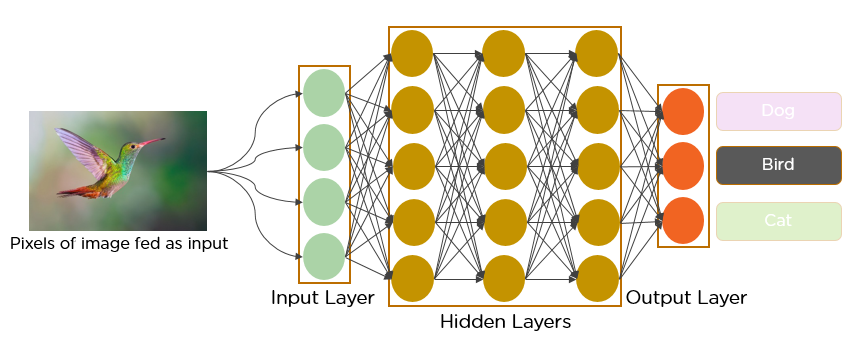 Dog
Bird
Cat
Pixels of image fed as input
Input Layer
Output Layer
Hidden Layers